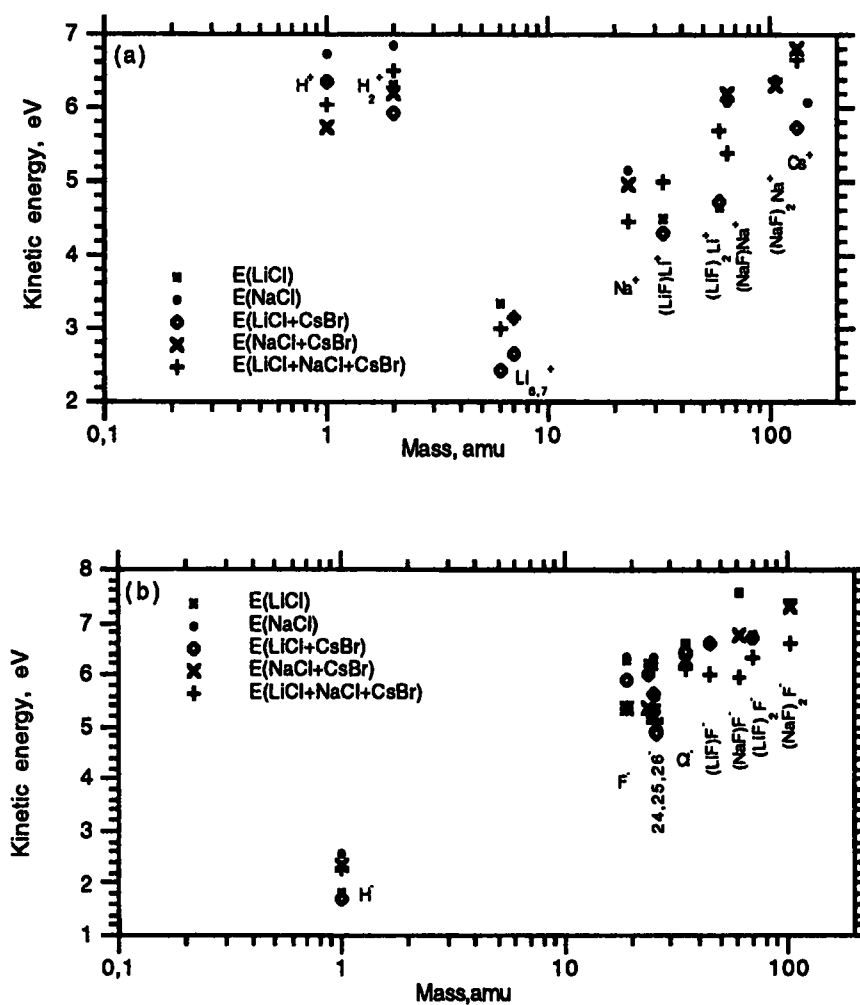 (a)
7
6
5
4
3
2
Kinetic energy, eV
H+
H2+
Li6,7+
Na+
(LiF)Li+
(LiF)2Li+
(NaF)Na+
(NaF)2Na+
Cs+
E(LiCl)
E(NaCl)
E(LiCl+CsBr)
E(NaCl+CsBr)
E(LiCl+NaCl+CsBr)
0,1
1
10
100
Mass, amu
(b)
8
7
6
5
4
3
2
1
Kinetic energy, eV
E(LiCl)
E(NaCl)
E(LiCl+CsBr)
E(NaCl+CsBr)
E(LiCl+NaCl+CsBr)
H-
F-
24,25,26-
Cl-
(LiF)F-
(NaF)F-
(LiF)2F-
(NaF)2F-
0,1
1
10
100
Mass,amu